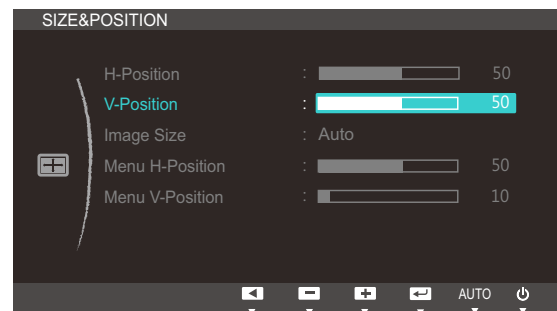 SIZE&POSITION
H-Position : 50
V-Position : 50
Image Size : Auto
Menu H-Position : 50
Menu V-Position : 10
AUTO